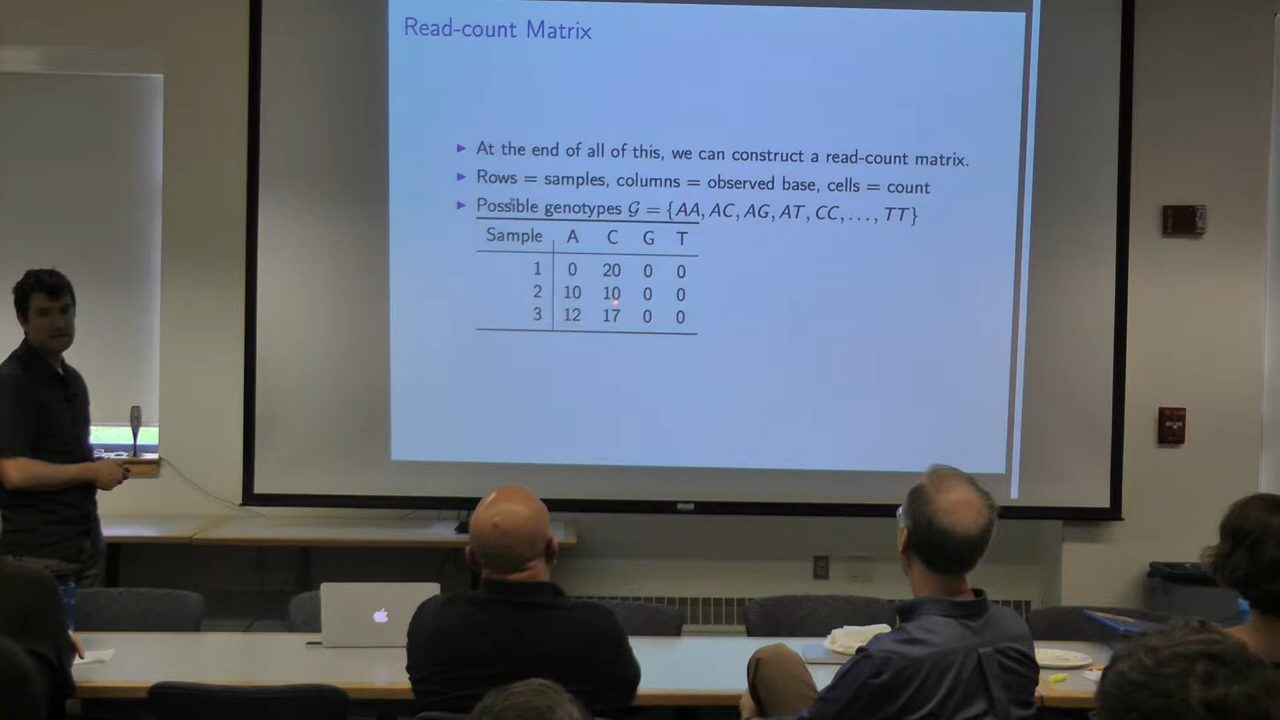 Read-count Matrix
► At the end of all of this, we can construct a read-count matrix.
► Rows = samples, columns = observed base, cells = count
► Possible genotypes 𝒢 = {AA, AC, AG, AT, CC, ..., TT}
Sample A C G T
1 0 20 0 0
2 10 10 0 0
3 12 17 0 0